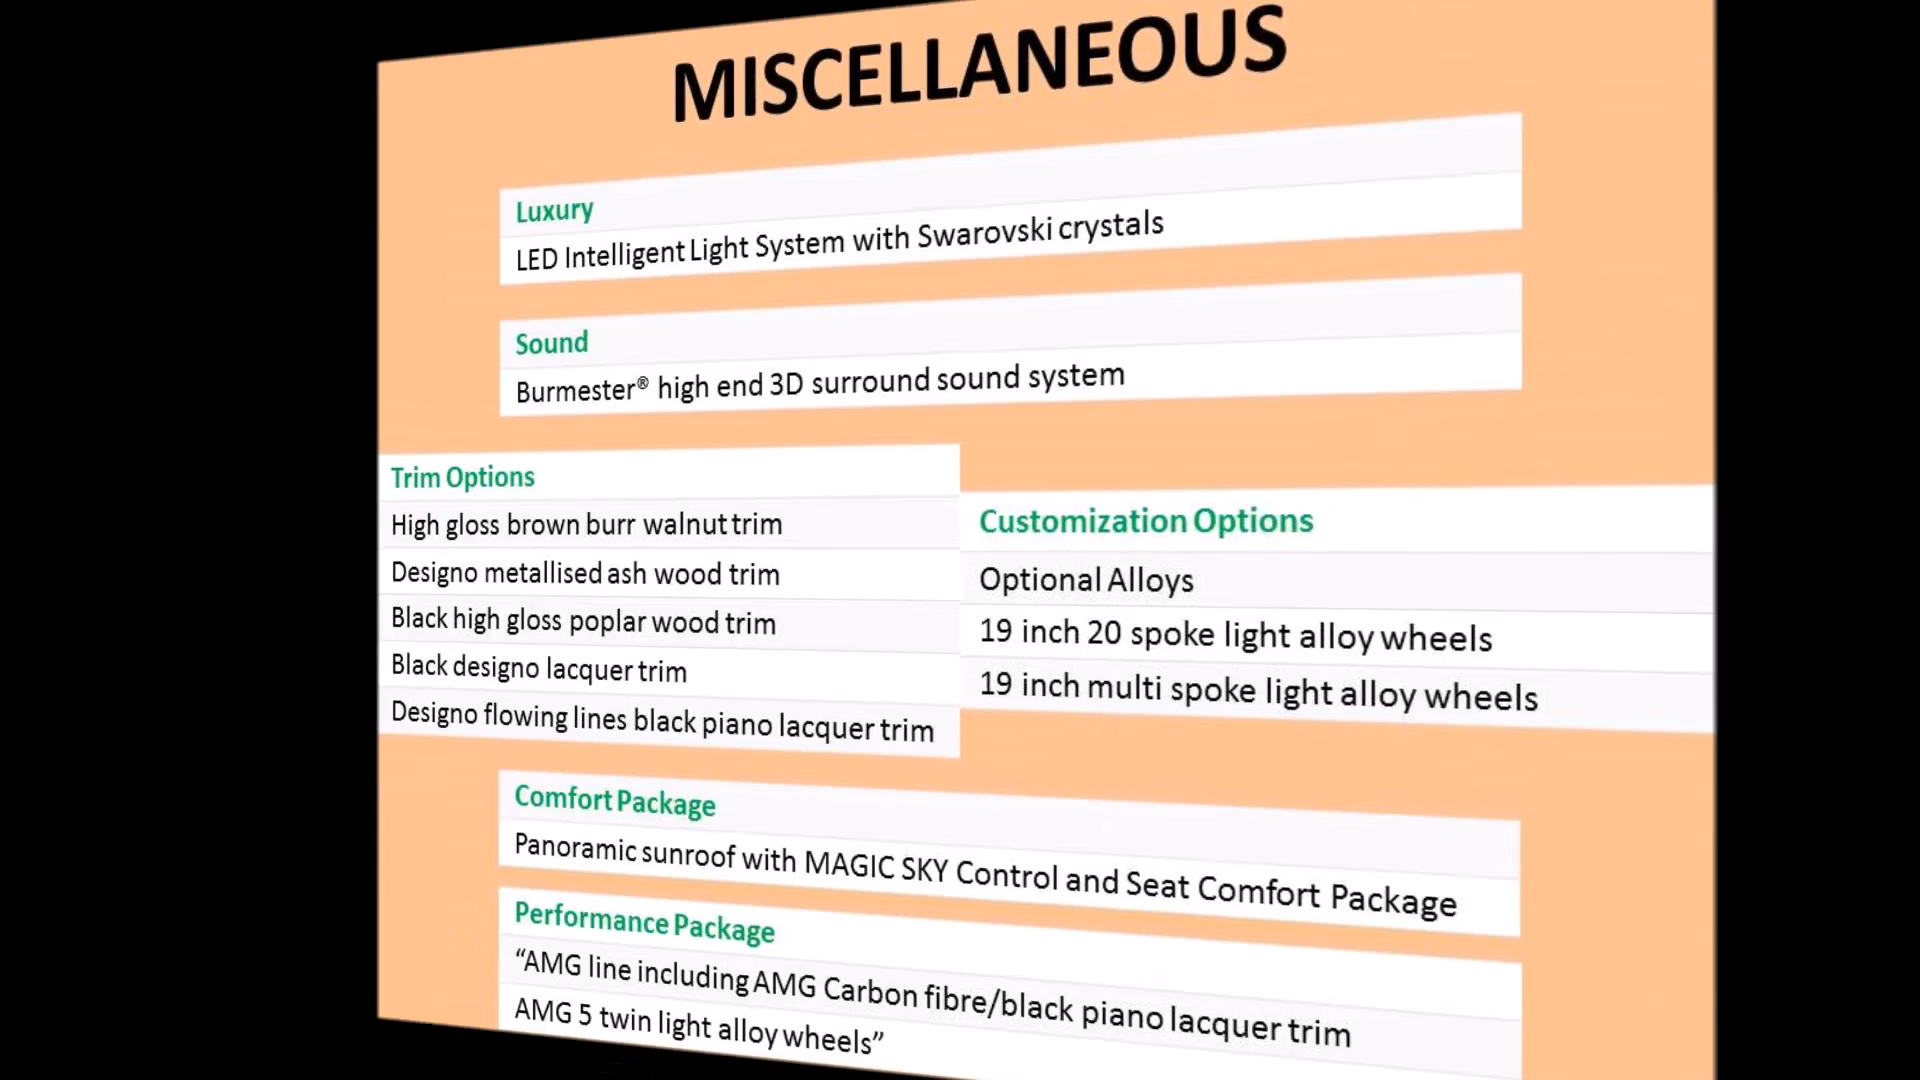 MISCELLANEOUS
Luxury
LED Intelligent Light System with Swarovski crystals
Sound
Burmester® high end 3D surround sound system
Trim Options
High gloss brown burr walnut trim
Designo metallised ash wood trim
Black high gloss poplar wood trim
Black designo lacquer trim
Designo flowing lines black piano lacquer trim
Customization Options
Optional Alloys
19 inch 20 spoke light alloy wheels
19 inch multi spoke light alloy wheels
Comfort Package
Panoramic sunroof with MAGIC SKY Control and Seat Comfort Package
Performance Package
“AMG line including AMG Carbon fibre/black piano lacquer trim
AMG 5 twin light alloy wheels”